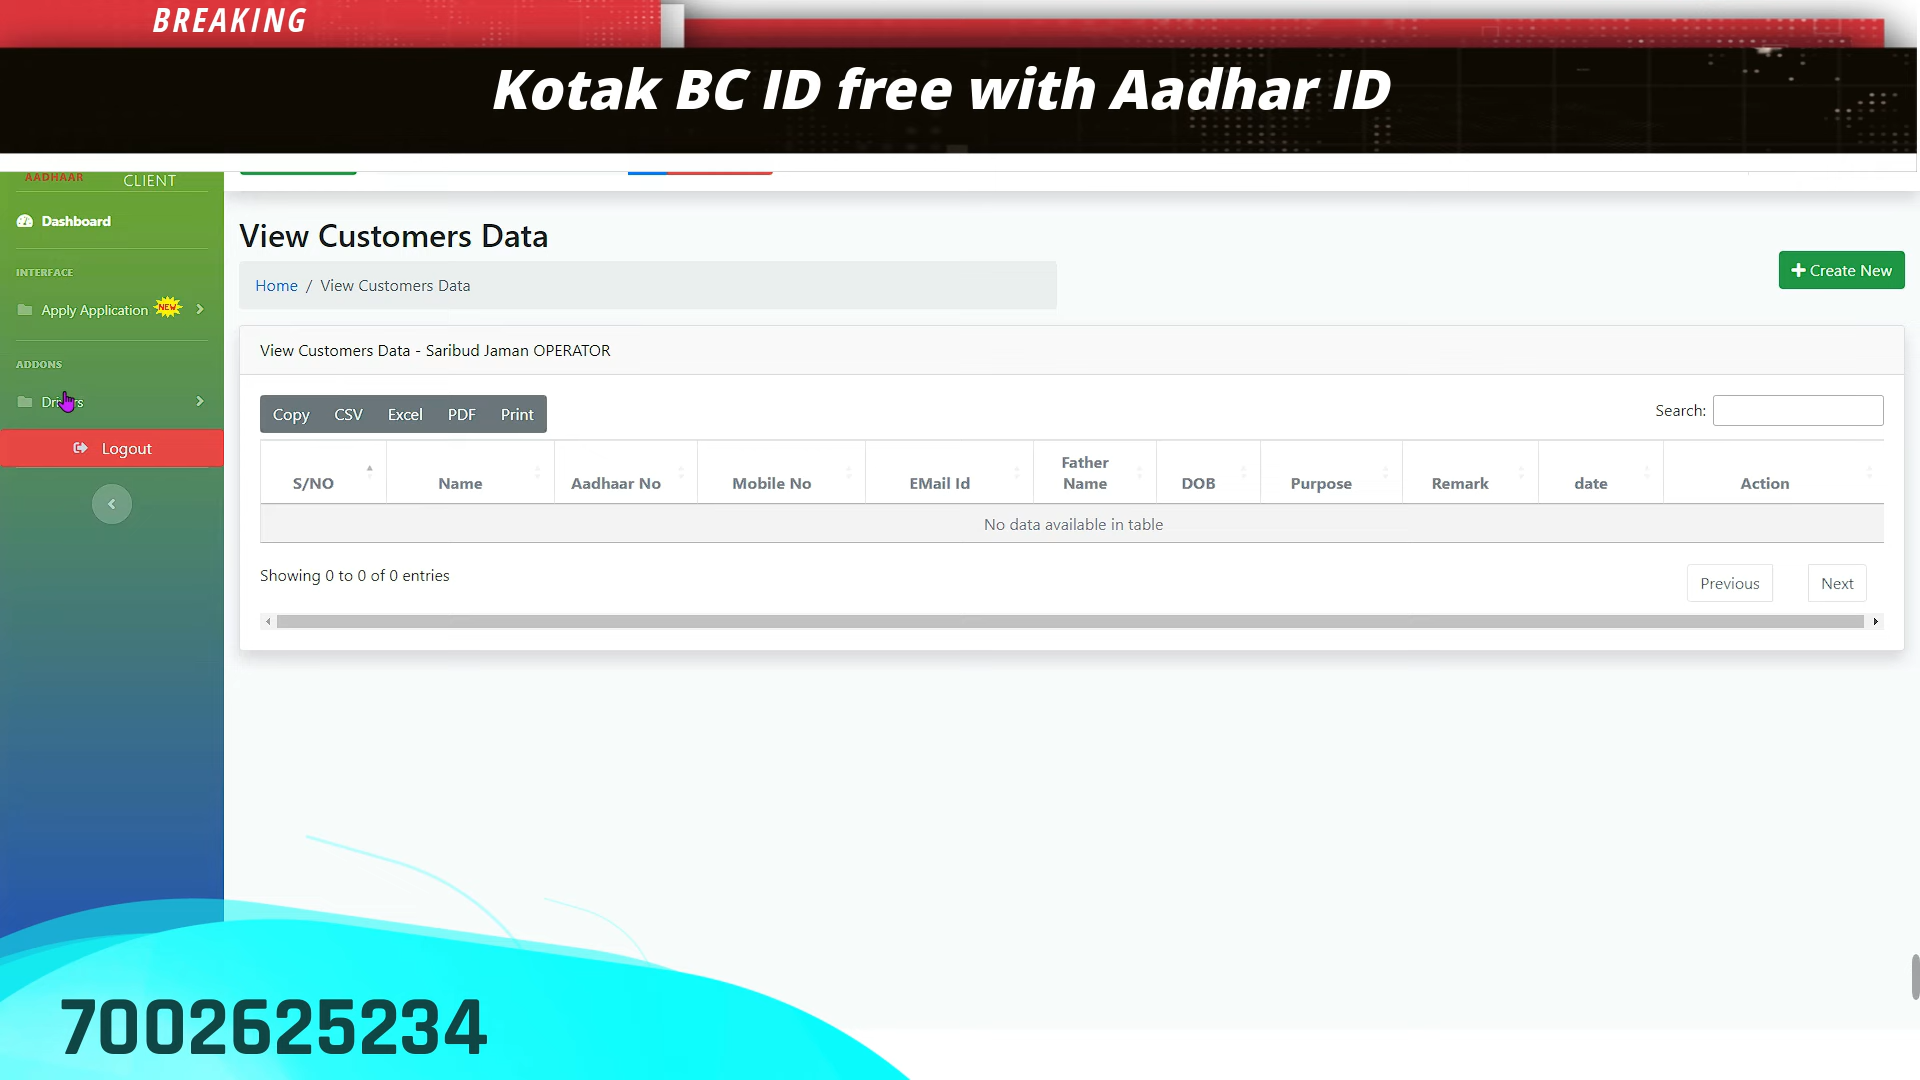 BREAKING
Kotak BC ID free with Aadhar ID
AADHAAR
CLIENT
Dashboard
View Customers Data
INTERFACE
Create New
Home / View Customers Data
Apply Application NEW
View Customers Data - Saribud Jaman OPERATOR
ADDONS
Copy CSV Excel PDF Print
Search:
Logout
S/NO Name Aadhaar No Mobile No EMail Id Father Name DOB Purpose Remark date Action
No data available in table
Showing 0 to 0 of 0 entries
Previous Next
7002625234